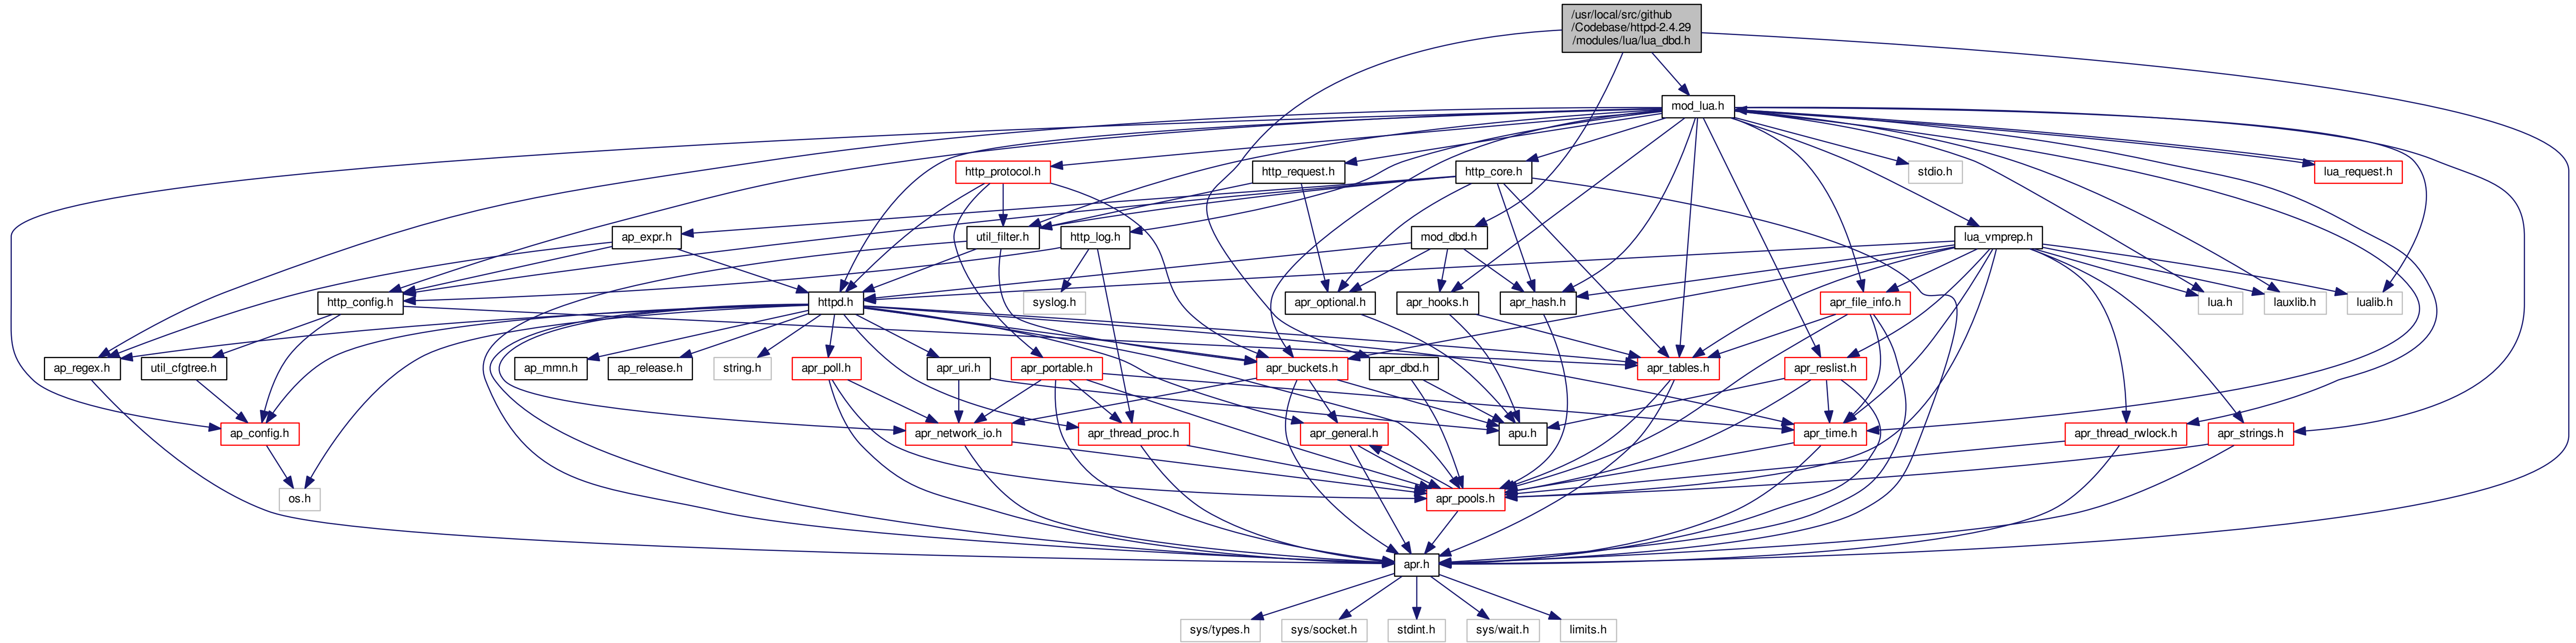 /usr/local/src/github
/Codebase/httpd-2.4.29
/modules/lua/lua_dbd.h
mod_lua.h
http_protocol.h
http_request.h
http_core.h
stdio.h
lua_request.h
ap_expr.h
util_filter.h
http_log.h
mod_dbd.h
lua_vmprep.h
http_config.h
httpd.h
syslog.h
apr_optional.h
apr_hooks.h
apr_hash.h
apr_file_info.h
lua.h
lauxlib.h
lualib.h
ap_regex.h
util_cfgtree.h
ap_mmn.h
ap_release.h
string.h
apr_poll.h
apr_uri.h
apr_portable.h
apr_buckets.h
apr_dbd.h
apr_tables.h
apr_reslist.h
ap_config.h
apr_network_io.h
apr_thread_proc.h
apr_general.h
apu.h
apr_time.h
apr_thread_rwlock.h
apr_strings.h
os.h
apr_pools.h
apr.h
sys/types.h
sys/socket.h
stdint.h
sys/wait.h
limits.h